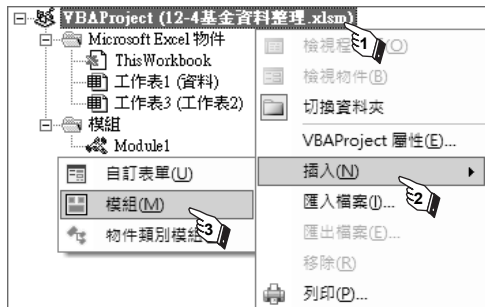 VBAProject (12-4基金資料整理.xlsm)
Microsoft Excel 物件
ThisWorkbook
工作表1 (資料)
工作表3 (工作表2)
模組
Module1
檢視程(O)
檢視物件(B)
切換資料夾
VBAProject 屬性(E)...
插入(N)
匯入檔案(I)...
匯出檔案(E)...
移除(R)
列印(P)...
自訂表單(U)
模組(M)
物件類別模組
1
2
3